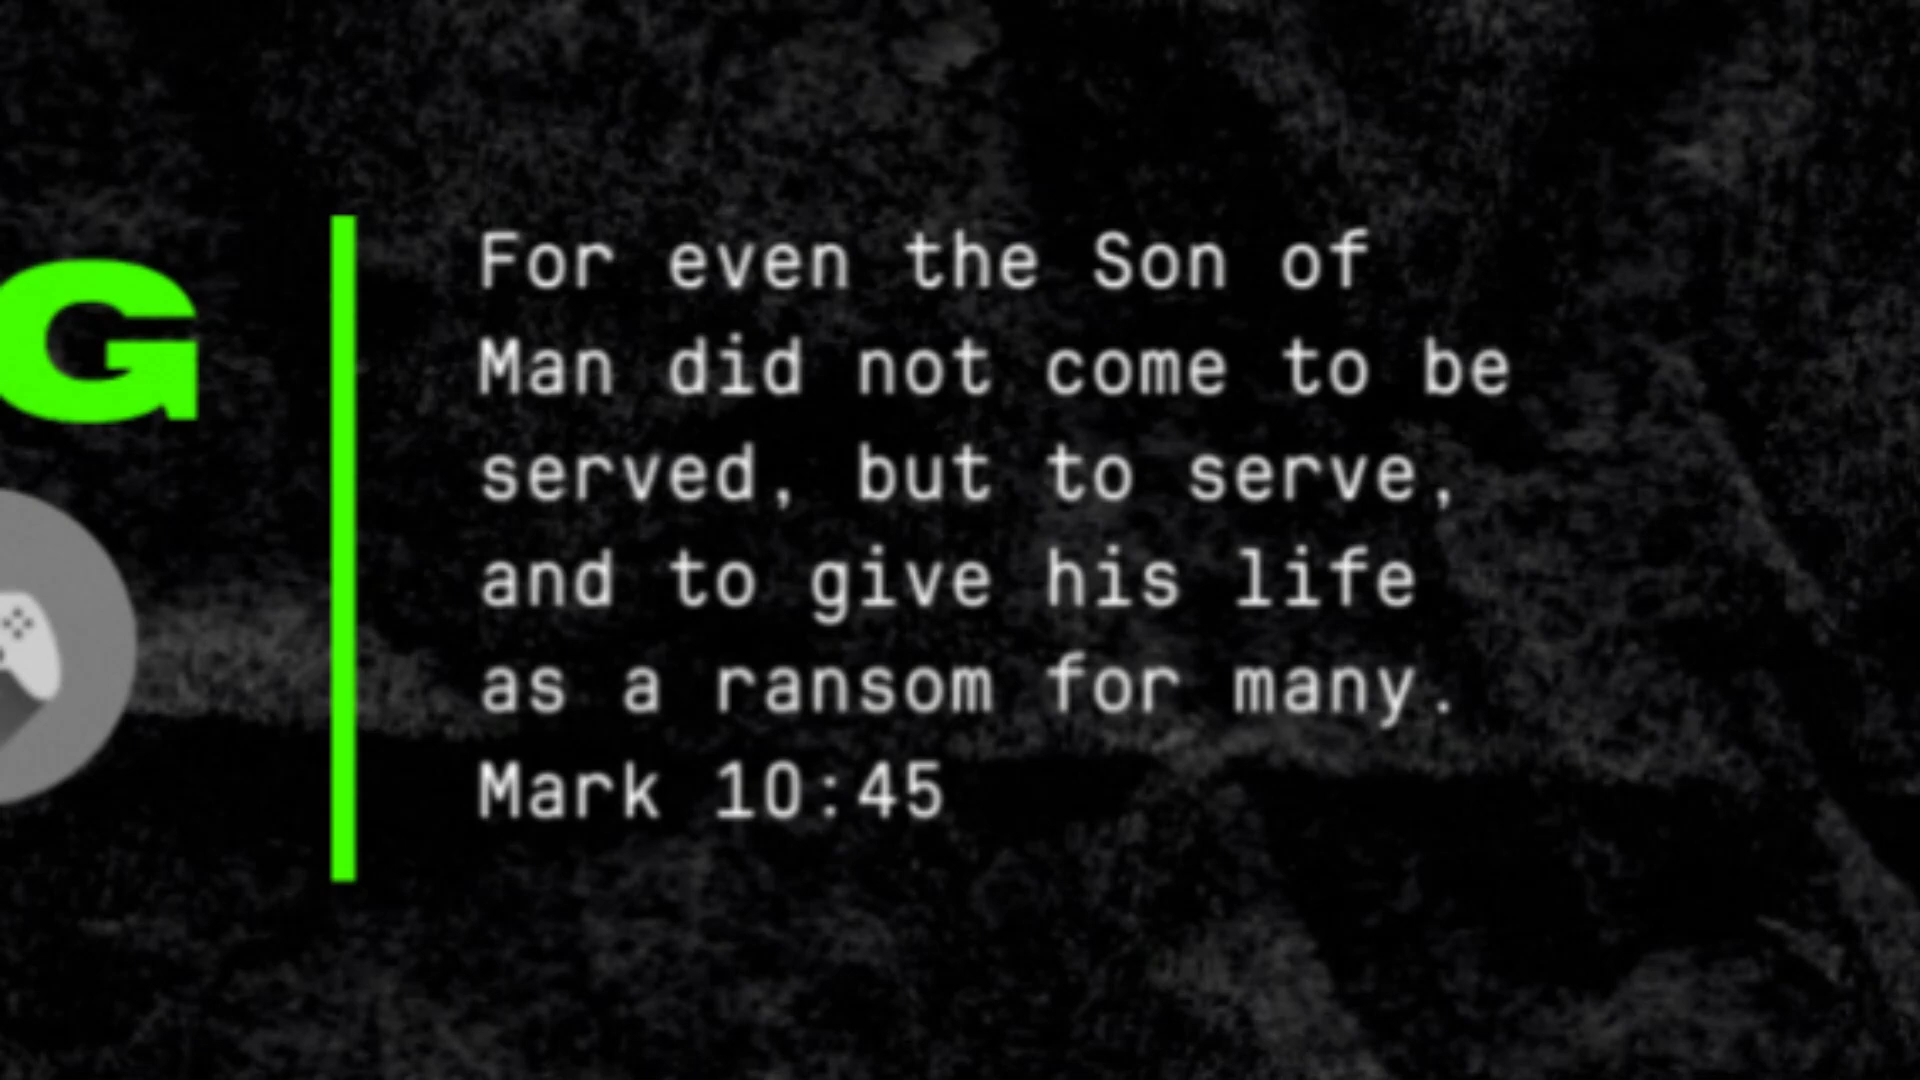 G
For even the Son of
Man did not come to be
served, but to serve,
and to give his life
as a ransom for many.
Mark 10:45